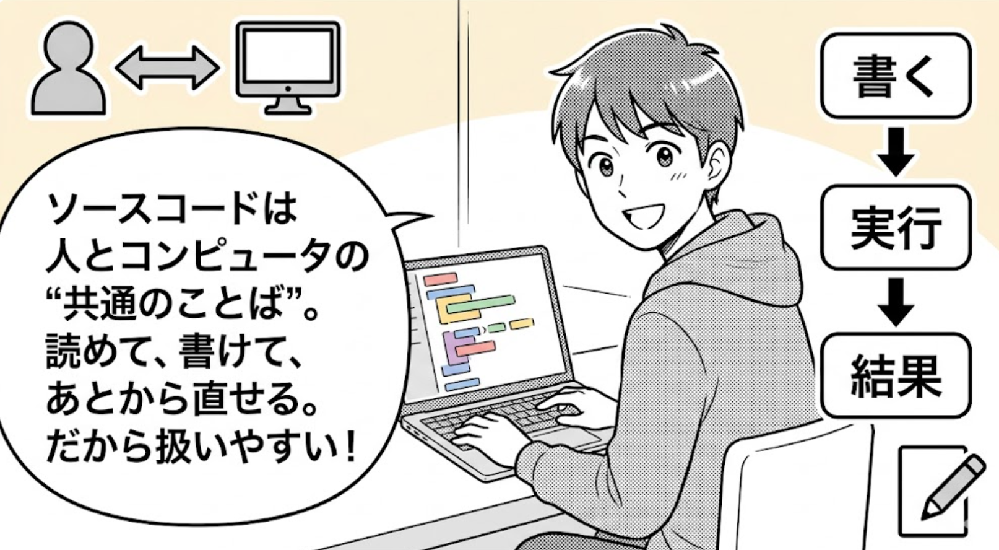 ソースコードは
人とコンピュータの
“共通のことば”。
読めて、書けて、
あとから直せる。
だから扱いやすい！
書く
実行
結果